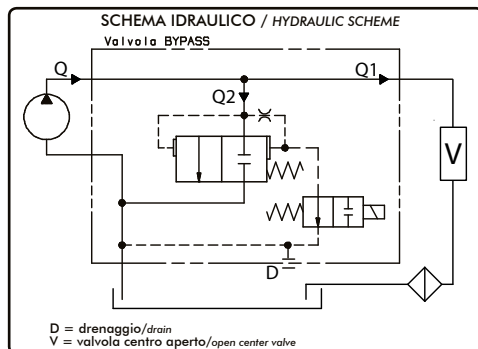 SCHEMA IDRAULICO / HYDRAULIC SCHEME
Valvola BYPASS
Q
Q1
Q2
V
D
D = drenaggio/drain
V = valvola centro aperto/open center valve